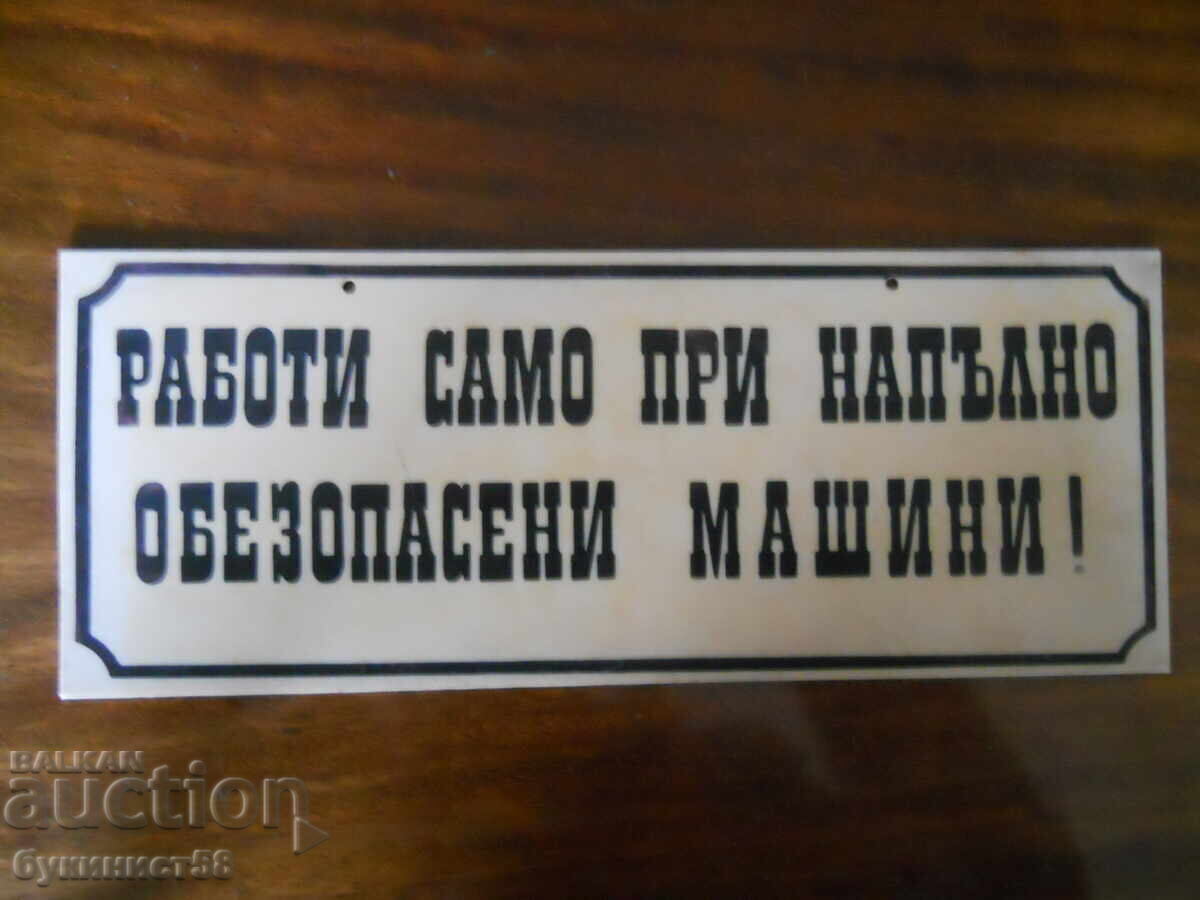 РАБОТИ САМО ПРИ НАПЪЛНО
ОБЕЗОПАСЕНИ МАШИНИ!
BALKAN
auction
букинист58